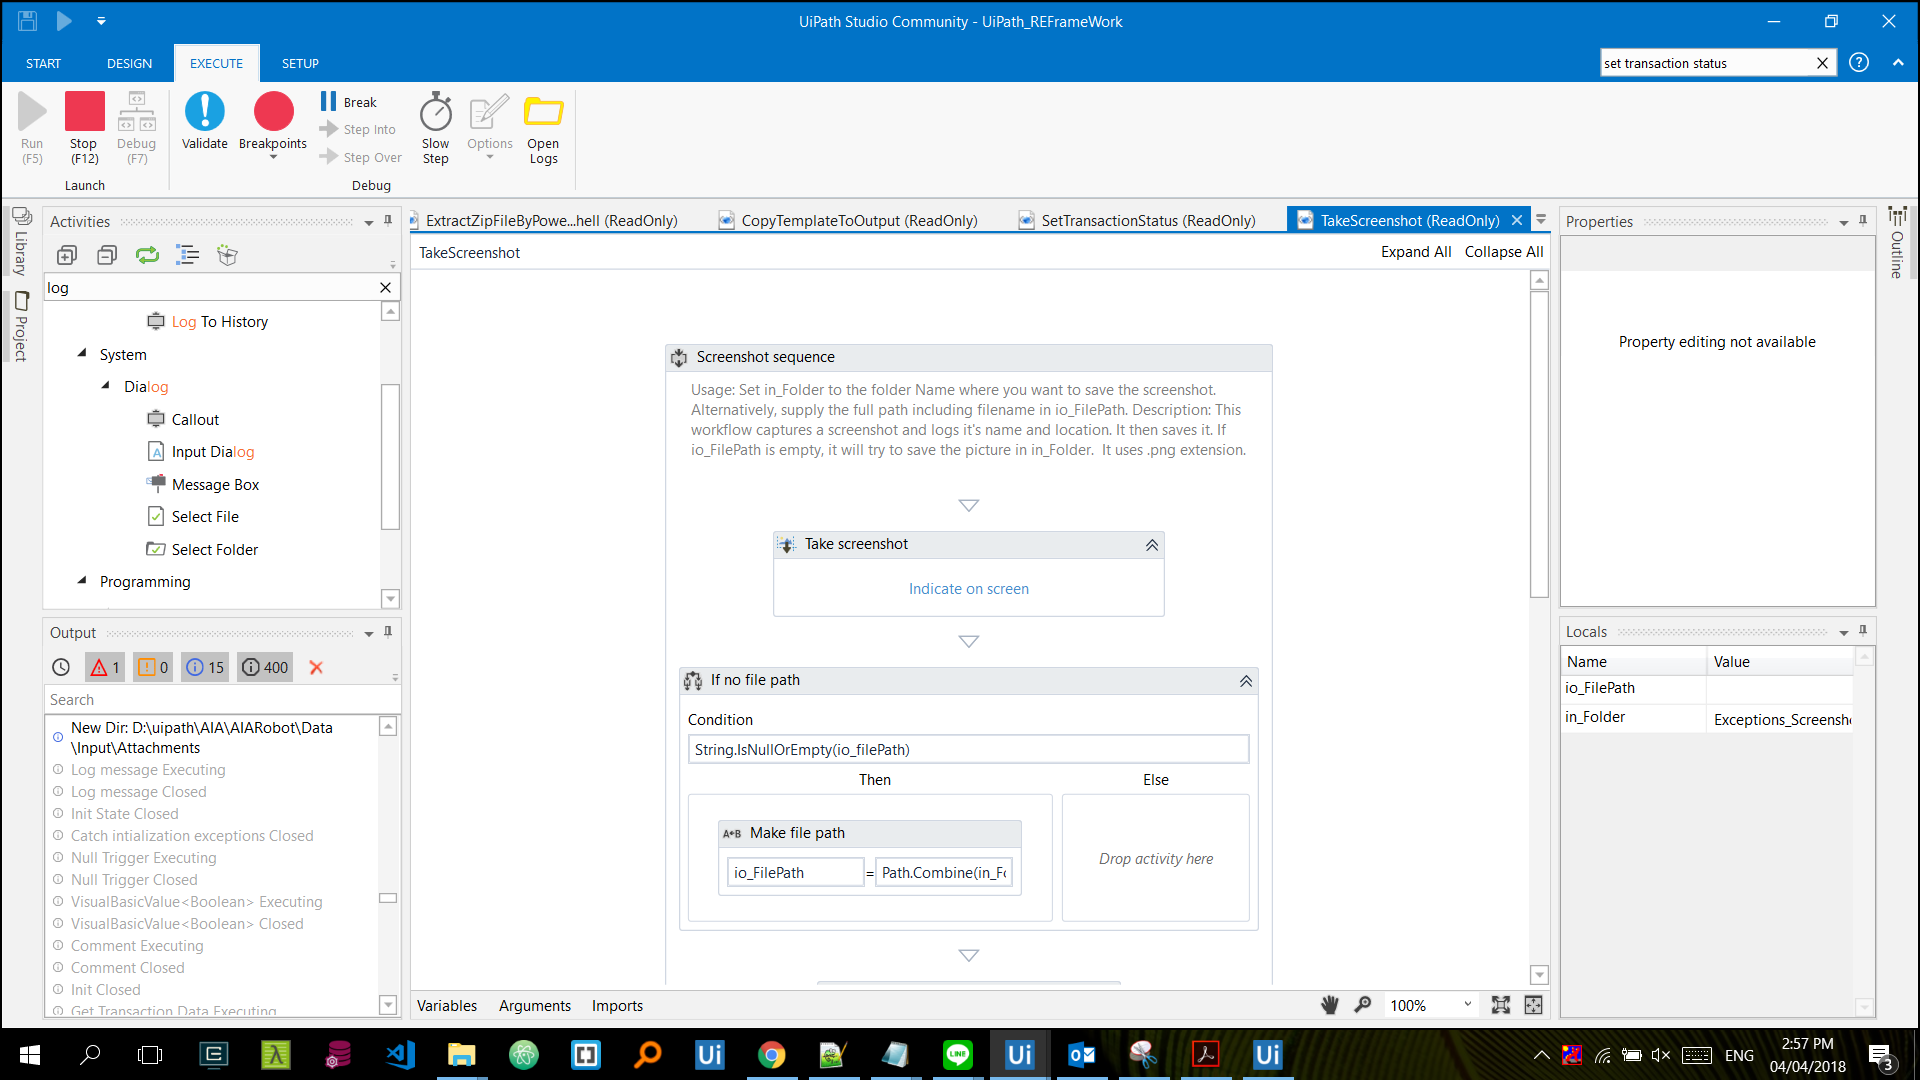 UiPath Studio Community - UiPath_REFrameWork
START
DESIGN
EXECUTE
SETUP
set transaction status
Run
(F5)
Stop
(F12)
Debug
(F7)
Launch
Validate
Breakpoints
Break
Step Into
Step Over
Slow
Step
Options
Open
Logs
Debug
Library
Project
Activities
log
Log To History
System
Dialog
Callout
Input Dialog
Message Box
Select File
Select Folder
Programming
Output
1
0
15
400
Search
New Dir: D:\uipath\AIA\AIARobot\Data
\Input\Attachments
Log message Executing
Log message Closed
Init State Closed
Catch intialization exceptions Closed
Null Trigger Executing
Null Trigger Closed
VisualBasicValue<Boolean> Executing
VisualBasicValue<Boolean> Closed
Comment Executing
Comment Closed
Init Closed
Get Transaction Data Executing
ExtractZipFileByPowe...hell (ReadOnly)
CopyTemplateToOutput (ReadOnly)
SetTransactionStatus (ReadOnly)
TakeScreenshot (ReadOnly)
TakeScreenshot
Expand All
Collapse All
Screenshot sequence
Usage: Set in_Folder to the folder Name where you want to save the screenshot.
Alternatively, supply the full path including filename in io_FilePath. Description: This
workflow captures a screenshot and logs it's name and location. It then saves it. If
io_FilePath is empty, it will try to save the picture in in_Folder.  It uses .png extension.
Take screenshot
Indicate on screen
If no file path
Condition
String.IsNullOrEmpty(io_filePath)
Then
Else
A+B Make file path
io_FilePath = Path.Combine(in_Fo
Drop activity here
Variables
Arguments
Imports
100%
Properties
Property editing not available
Outline
Locals
Name
Value
io_FilePath
in_Folder
Exceptions_Screensho
Ui
Ui
Ui
LINE
ENG
2:57 PM
04/04/2018
3